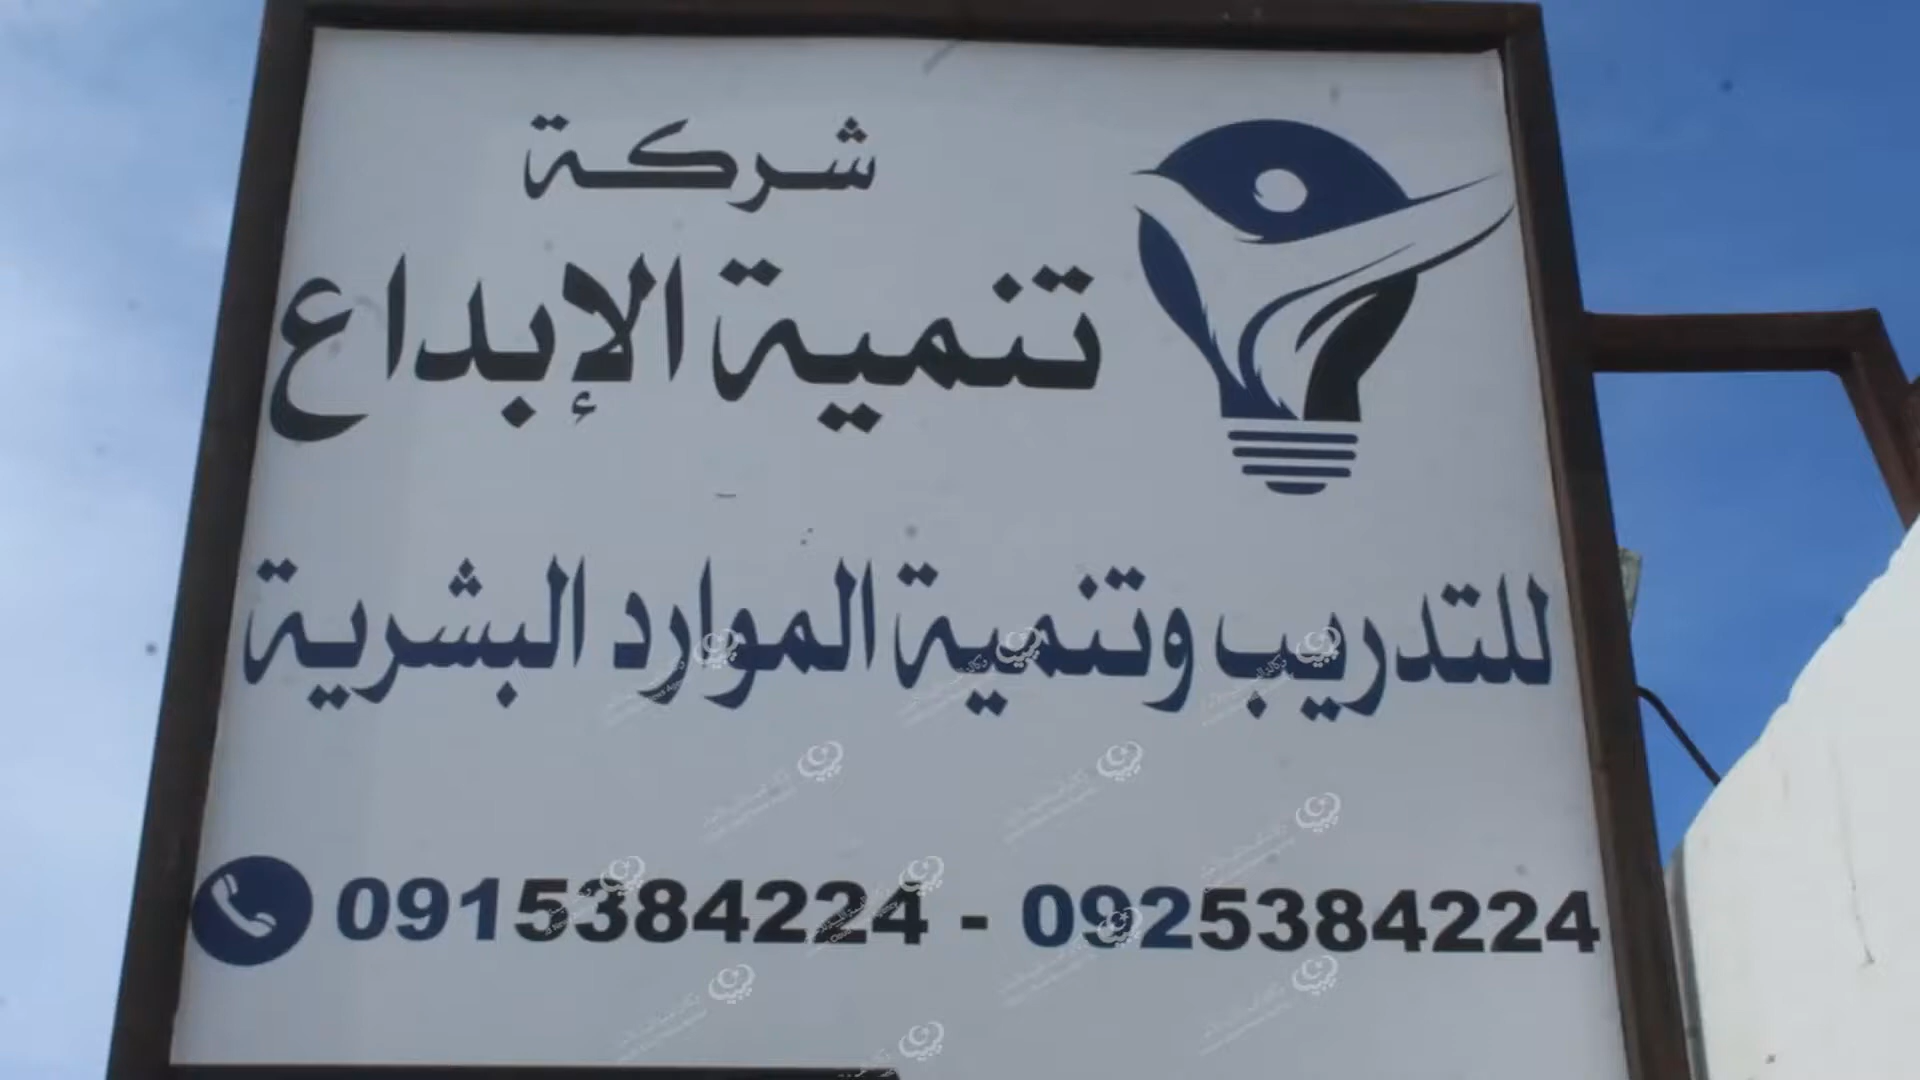 شركة
تنمية الإبداع
للتدريب وتنمية الموارد البشرية
0915384224 - 0925384224